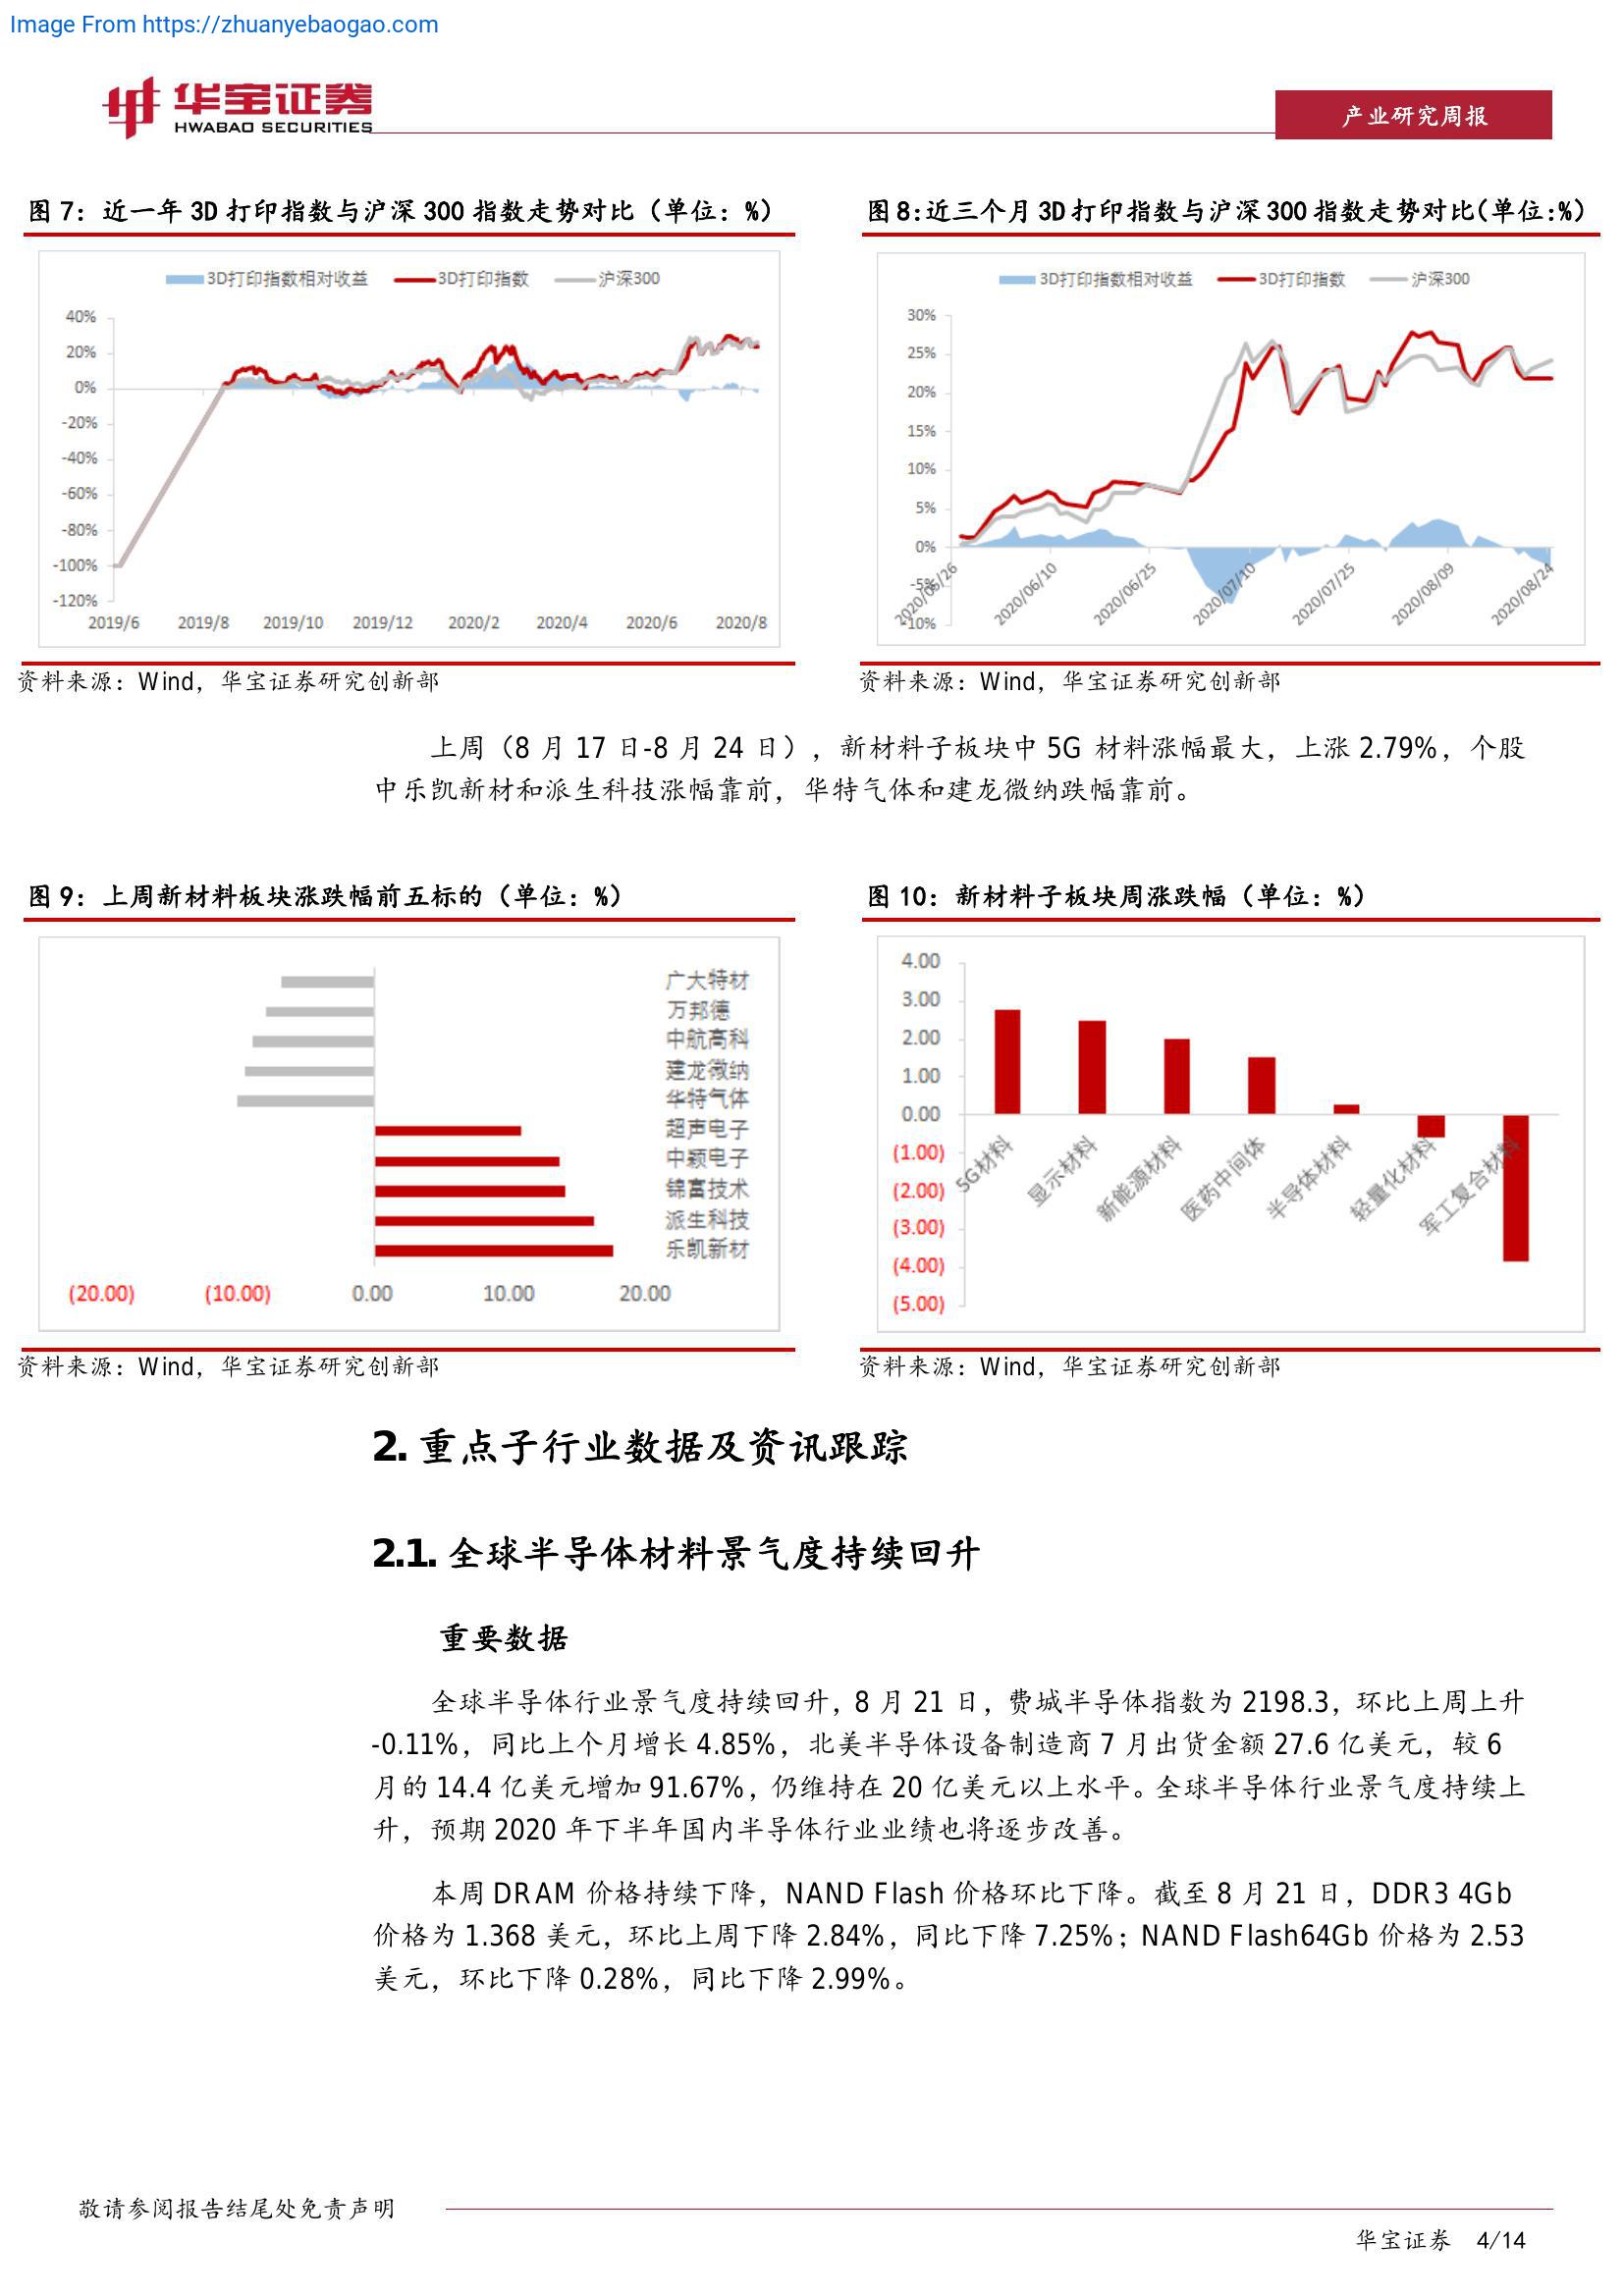 Image From https://zhuanyebaogao.com
华宝证券
HWABAO SECURITIES
产业研究周报
图 7：近一年 3D 打印指数与沪深 300 指数走势对比（单位：%）
3D打印指数相对收益 3D打印指数 沪深300
40%
20%
0%
-20%
-40%
-60%
-80%
-100%
-120%
2019/6 2019/8 2019/10 2019/12 2020/2 2020/4 2020/6 2020/8
资料来源：Wind，华宝证券研究创新部
图 8：近三个月 3D 打印指数与沪深 300 指数走势对比（单位：%）
3D打印指数相对收益 3D打印指数 沪深300
30%
25%
20%
15%
10%
5%
0%
-5%
-10%
2020/05/26 2020/06/10 2020/06/25 2020/07/10 2020/07/25 2020/08/09 2020/08/24
资料来源：Wind，华宝证券研究创新部
上周（8 月 17 日-8 月 24 日），新材料子板块中 5G 材料涨幅最大，上涨 2.79%，个股
中乐凯新材和派生科技涨幅靠前，华特气体和建龙微纳跌幅靠前。
图 9：上周新材料板块涨跌幅前五标的（单位：%）
广大特材
万邦德
中航高科
建龙微纳
华特气体
超声电子
中颖电子
锦富技术
派生科技
乐凯新材
(20.00) (10.00) 0.00 10.00 20.00
资料来源：Wind，华宝证券研究创新部
图 10：新材料子板块周涨跌幅（单位：%）
4.00
3.00
2.00
1.00
0.00
(1.00)
(2.00)
(3.00)
(4.00)
(5.00)
5G材料 显示材料 新能源材料 医药中间体 半导体材料 轻量化材料 军工复合材料
资料来源：Wind，华宝证券研究创新部
2. 重点子行业数据及资讯跟踪
2.1. 全球半导体材料景气度持续回升
重要数据
全球半导体行业景气度持续回升，8 月 21 日，费城半导体指数为 2198.3，环比上周上升
-0.11%，同比上个月增长 4.85%，北美半导体设备制造商 7 月出货金额 27.6 亿美元，较 6
月的 14.4 亿美元增加 91.67%，仍维持在 20 亿美元以上水平。全球半导体行业景气度持续上
升，预期 2020 年下半年国内半导体行业业绩也将逐步改善。
本周 DRAM 价格持续下降，NAND Flash 价格环比下降。截至 8 月 21 日，DDR3 4Gb
价格为 1.368 美元，环比上周下降 2.84%，同比下降 7.25%；NAND Flash64Gb 价格为 2.53
美元，环比下降 0.28%，同比下降 2.99%。
敬请参阅报告结尾处免责声明
华宝证券 4/14